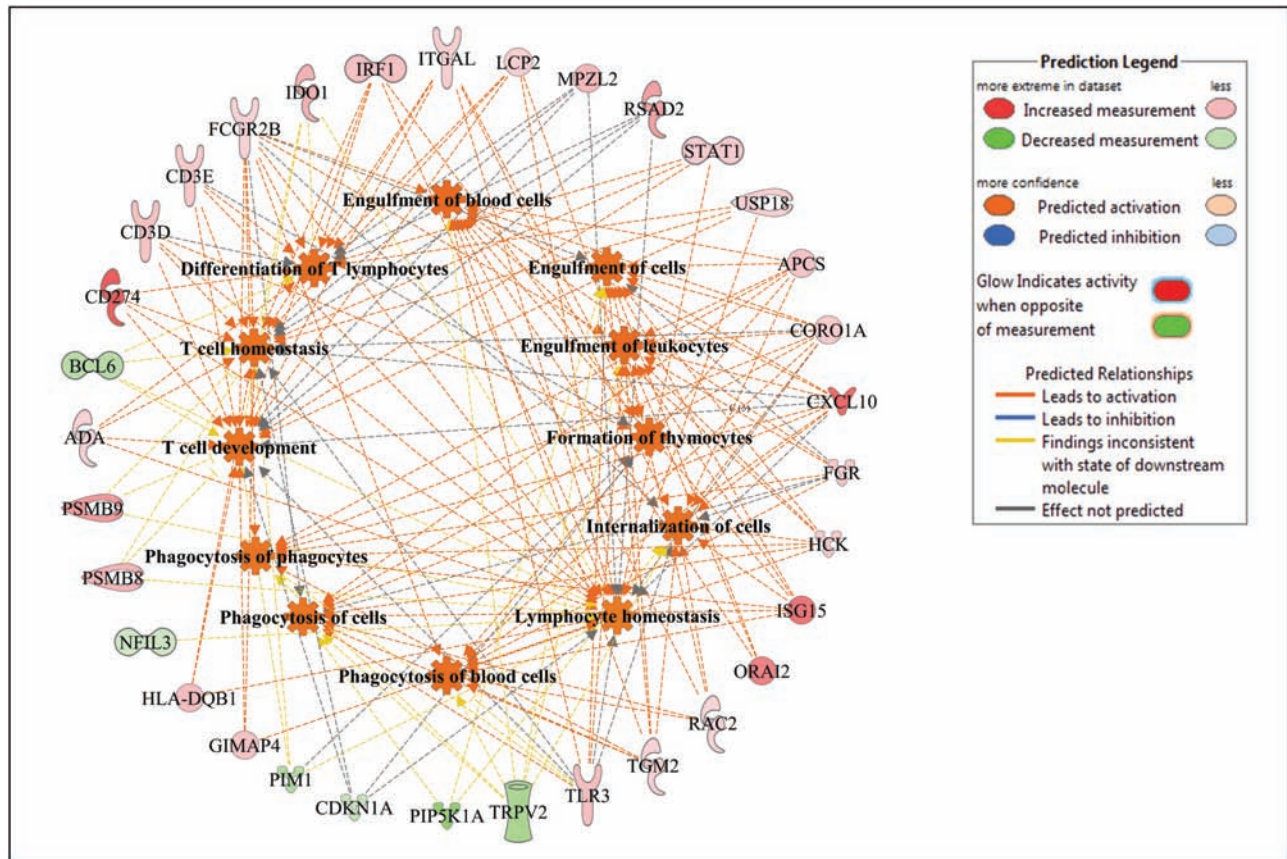 ITGAL
LCP2
IRF1
MPZL2
IDO1
RSAD2
FCGR2B
STAT1
CD3E
USP18
CD3D
APCS
CD274
CORO1A
BCL6
CXCL10
ADA
FGR
PSMB9
HCK
PSMB8
ISG15
NFIL3
ORAI2
HLA-DQB1
RAC2
GIMAP4
TGM2
PIM1
TLR3
CDKN1A
PIP5K1A
TRPV2
Engulfment of blood cells
Differentiation of T lymphocytes
Engulfment of cells
T cell homeostasis
Engulfment of leukocytes
T cell development
Formation of thymocytes
Internalization of cells
Phagocytosis of phagocytes
Phagocytosis of cells
Lymphocyte homeostasis
Phagocytosis of blood cells
Prediction Legend
more extreme in dataset less
Increased measurement
Decreased measurement
more confidence less
Predicted activation
Predicted inhibition
Glow Indicates activity
when opposite
of measurement
Predicted Relationships
Leads to activation
Leads to inhibition
Findings inconsistent
with state of downstream
molecule
Effect not predicted